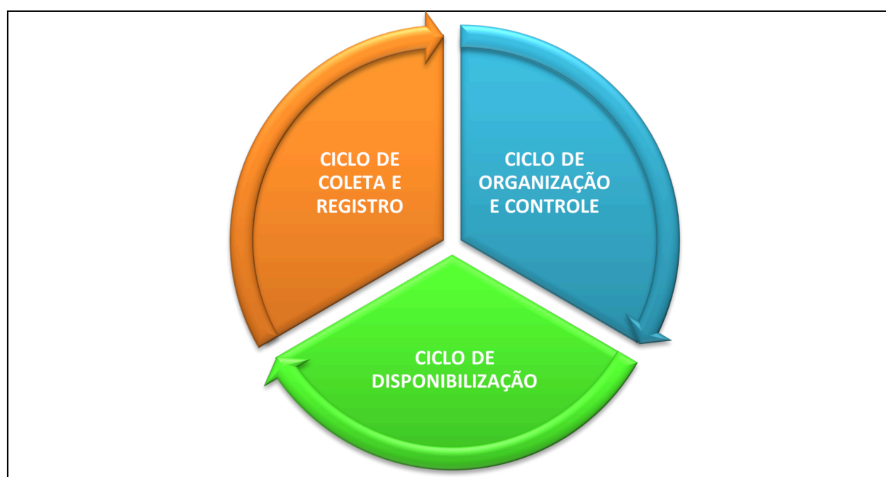 CICLO DE
COLETA E
REGISTRO
CICLO DE
ORGANIZAÇÃO
E CONTROLE
CICLO DE
DISPONIBILIZAÇÃO